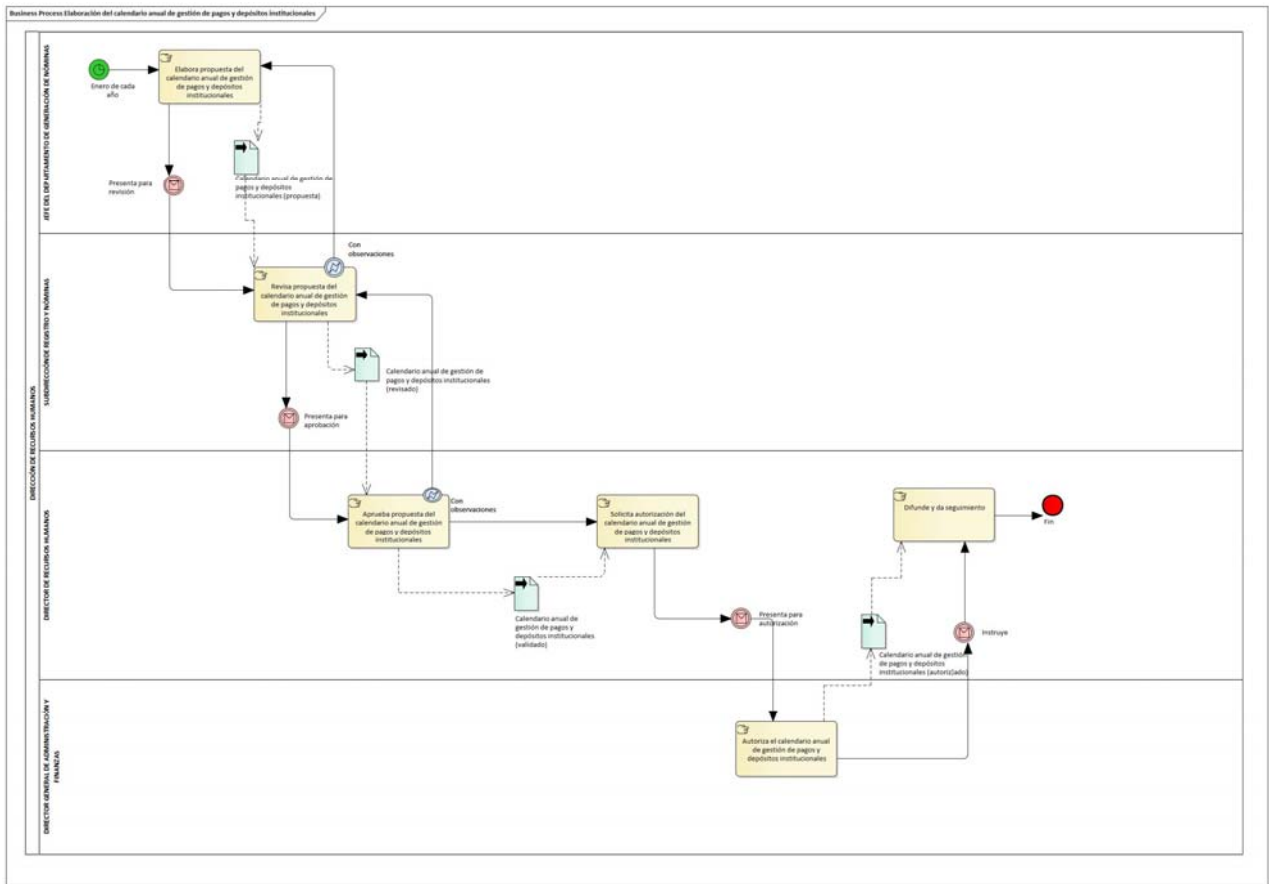 Business Process Elaboración del calendario anual de gestión de pagos y depósitos institucionales
DIRECCIÓN DE RECURSOS HUMANOS
JEFE DEL DEPARTAMENTO DE GENERACIÓN DE NÓMINAS
Enero de cada
año
Elabora propuesta del
calendario anual de gestión
de pagos y depósitos
institucionales
Presenta para
revisión
Calendario anual de gestión de
pagos y depósitos
institucionales (propuesta)
SUBDIRECCIÓN DE REGISTRO Y NÓMINAS
Con
observaciones
Revisa propuesta del
calendario anual de gestión
de pagos y depósitos
institucionales
Calendario anual de gestión de
pagos y depósitos institucionales
(revisado)
Presenta para
aprobación
DIRECTOR DE RECURSOS HUMANOS
Con
observaciones
Aprueba propuesta del
calendario anual de gestión
de pagos y depósitos
institucionales
Solicita autorización del
calendario anual de gestión
de pagos y depósitos
institucionales
Difunde y da seguimiento
Fin
Calendario anual de
gestión de pagos y
depósitos institucionales
(validado)
Presenta para
autorización
Instruye
Calendario anual de gestión
de pagos y depósitos
institucionales (autorizado)
DIRECTOR GENERAL DE ADMINISTRACIÓN Y
FINANZAS
Autoriza el calendario anual
de gestión de pagos y
depósitos institucionales